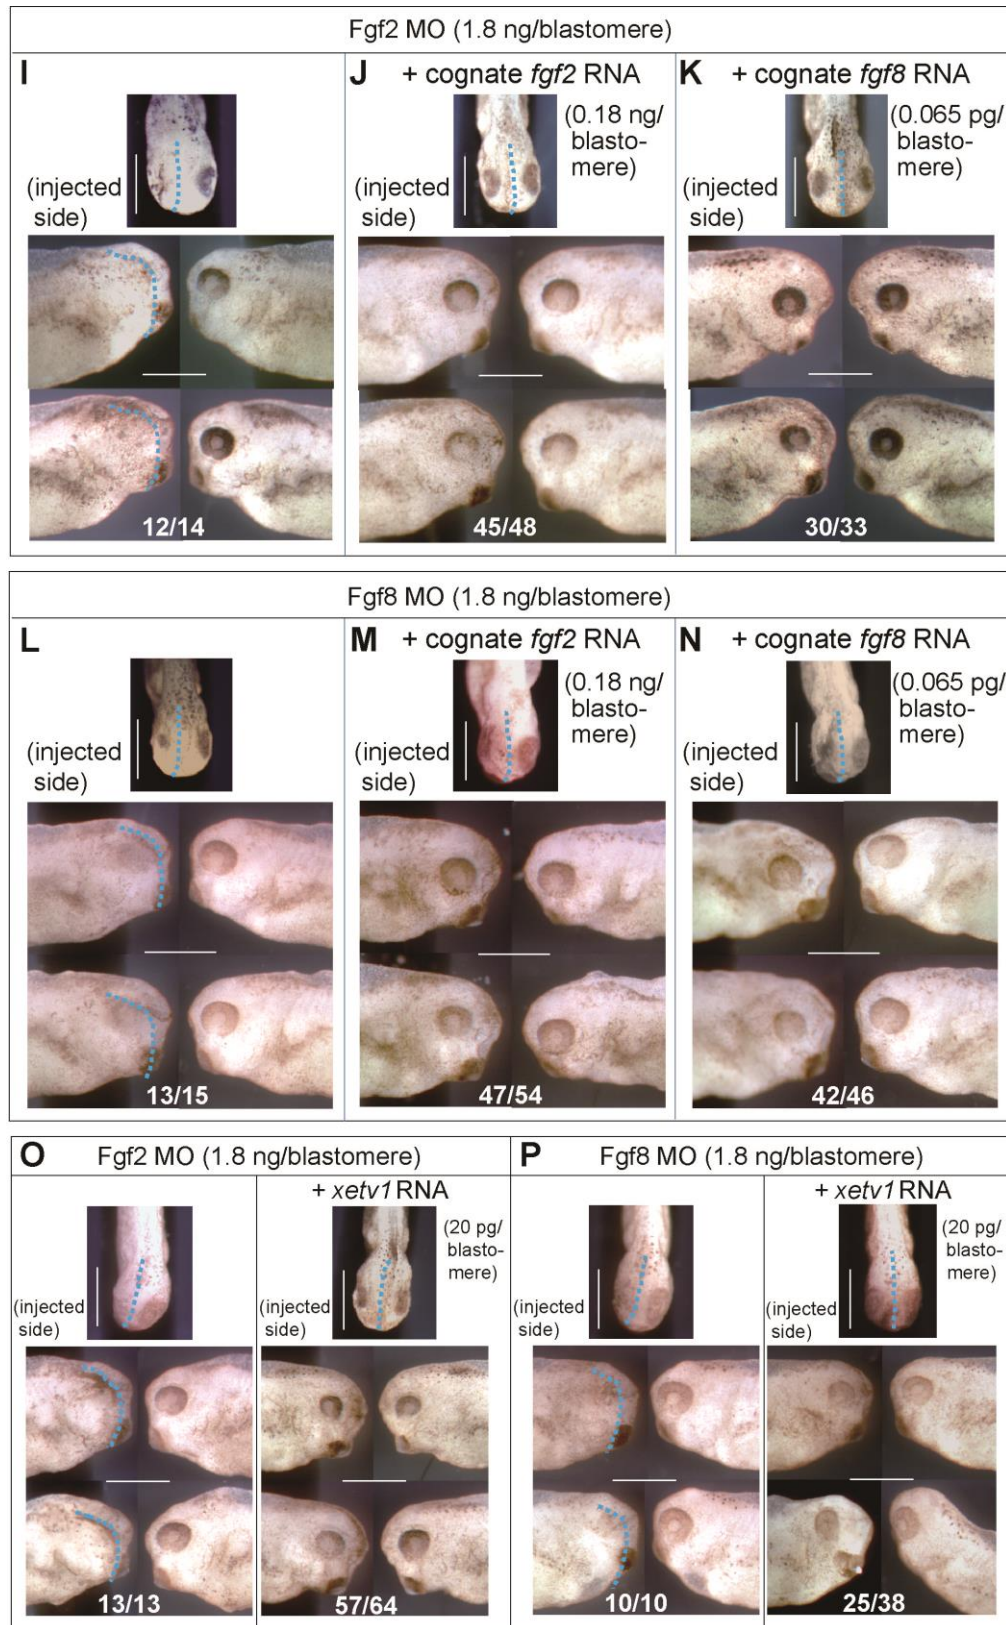 Fgf2 MO (1.8 ng/blastomere)
I
(injected
side)
12/14
J + cognate fgf2 RNA
(0.18 ng/
blasto-
mere)
(injected
side)
45/48
K + cognate fgf8 RNA
(0.065 pg/
blasto-
mere)
(injected
side)
30/33
Fgf8 MO (1.8 ng/blastomere)
L
(injected
side)
13/15
M + cognate fgf2 RNA
(0.18 ng/
blasto-
mere)
(injected
side)
47/54
N + cognate fgf8 RNA
(0.065 pg/
blasto-
mere)
(injected
side)
42/46
O Fgf2 MO (1.8 ng/blastomere)
(injected
side)
13/13
+ xetv1 RNA
(20 pg/
blasto-
mere)
(injected
side)
57/64
P Fgf8 MO (1.8 ng/blastomere)
(injected
side)
10/10
+ xetv1 RNA
(20 pg/
blasto-
mere)
(injected
side)
25/38